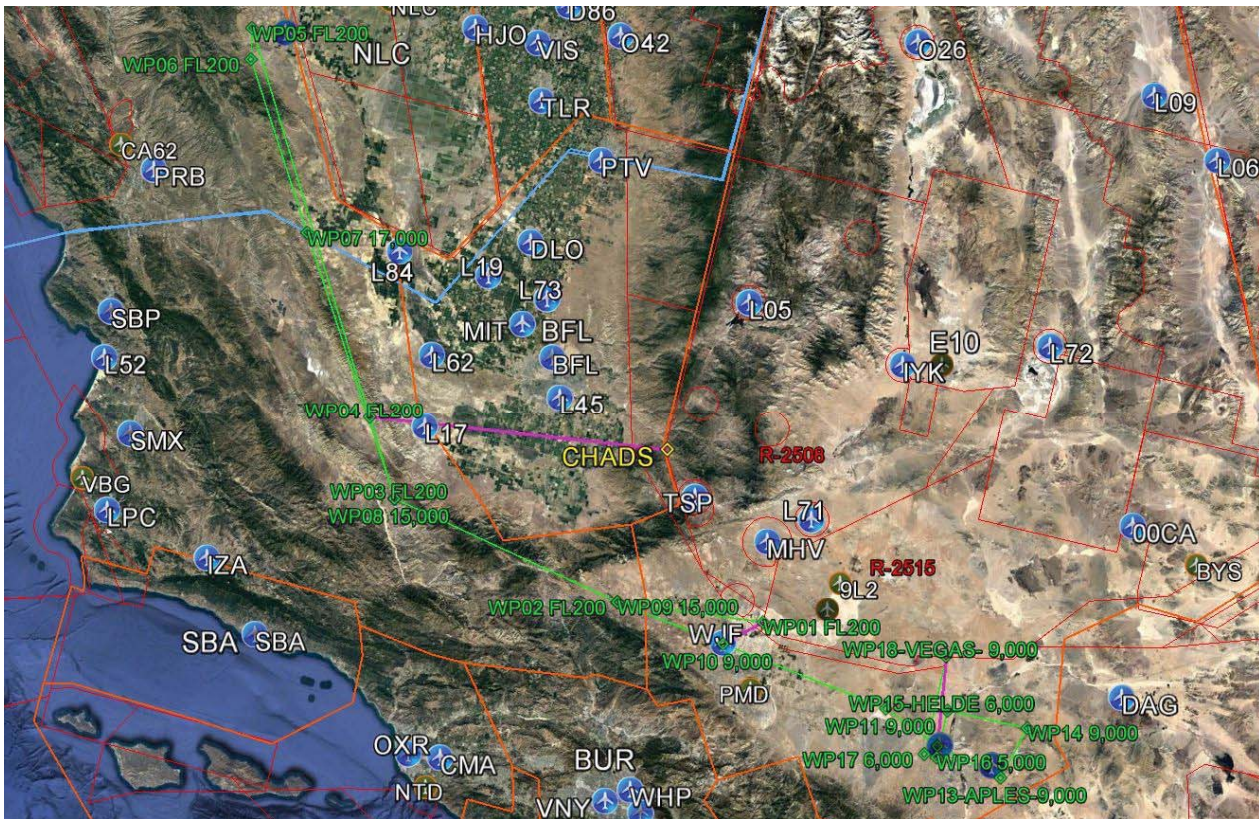 NLC
D86
WP05 FL200
HJO
NLC
VIS
O42
O26
WP06 FL200
TLR
L09
CA62
PRB
PTV
L06
WP07 17,000
DLO
L84
L19
L73
SBP
L05
MIT
BFL
L52
L62
BFL
E10
IYK
L72
L45
WP04 FL200
L17
SMX
CHADS
R-2508
VBG
WP03 FL200
TSP
LPC
WP08 15,000
L71
00CA
MHV
IZA
BYS
R-2515
9L2
WP02 FL200
WP09 15,000
WP01 FL200
SBA
SBA
WJF
WP10 9,000
WP18-VEGAS- 9,000
PMD
DAG
WP15-HELDE 6,000
WP11 9,000
WP14 9,000
OXR
CMA
BUR
WP17 6,000
WP16 5,000
NTD
WHP
WP13-APLES-9,000
VNY